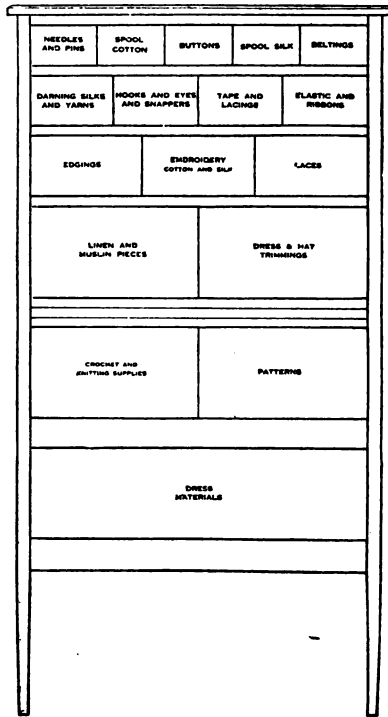 NEEDLES
AND PINS
SPOOL
COTTON
BUTTONS
SPOOL SILK
BELTINGS
DARNING SILKS
AND YARNS
HOOKS AND EYES
AND SNAPPERS
TAPE AND
LACINGS
ELASTIC AND
RIBBONS
EDGINGS
EMBROIDERY
COTTON AND SILK
LACES
LINEN AND
MUSLIN PIECES
DRESS & HAT
TRIMMINGS
CROCHET AND
KNITTING SUPPLIES
PATTERNS
DRESS
MATERIALS